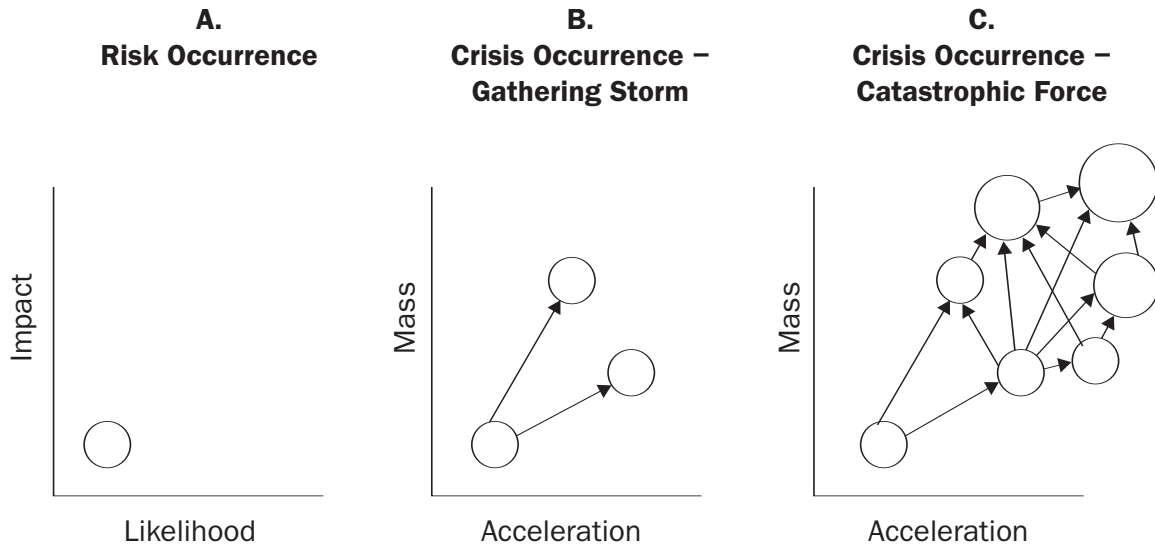 A.
Risk Occurrence
B.
Crisis Occurrence –
Gathering Storm
C.
Crisis Occurrence –
Catastrophic Force
Impact
Likelihood
Mass
Acceleration
Mass
Acceleration